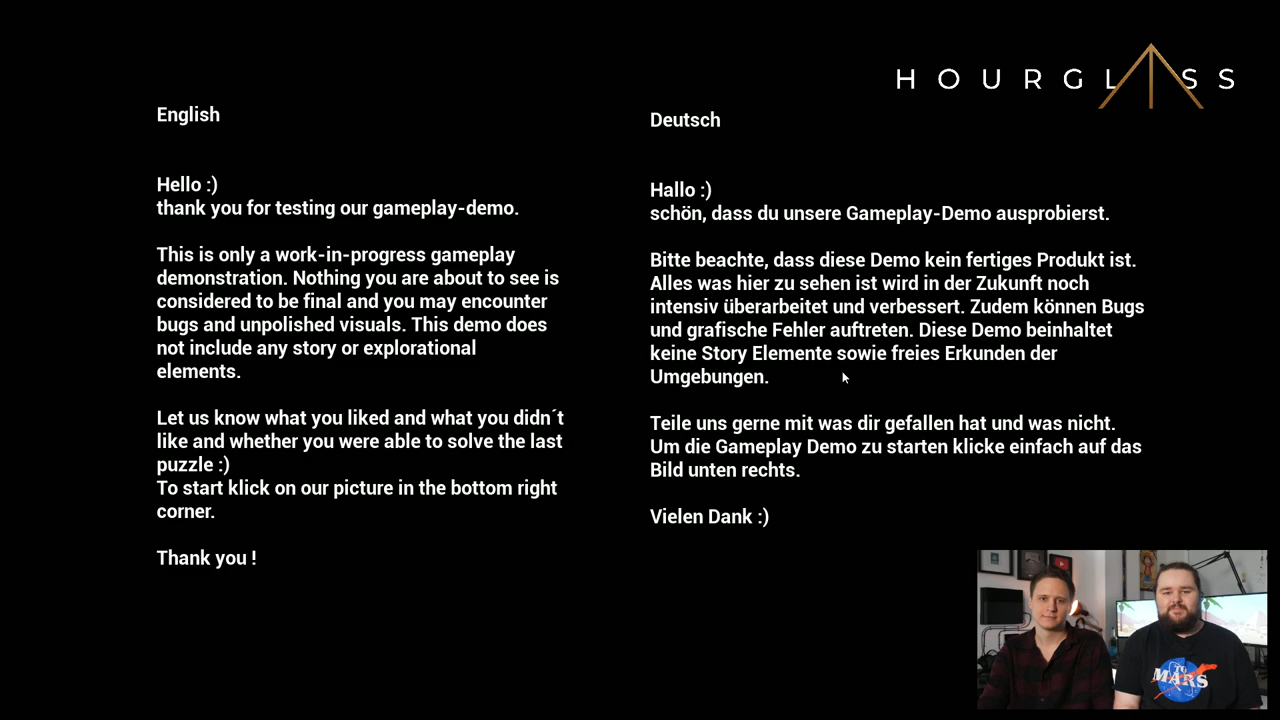 HOURGLASS
English
Hello :)
thank you for testing our gameplay-demo.
This is only a work-in-progress gameplay
demonstration. Nothing you are about to see is
considered to be final and you may encounter
bugs and unpolished visuals. This demo does
not include any story or explorational
elements.
Let us know what you liked and what you didn´t
like and whether you were able to solve the last
puzzle :)
To start klick on our picture in the bottom right
corner.
Thank you !
Deutsch
Hallo :)
schön, dass du unsere Gameplay-Demo ausprobierst.
Bitte beachte, dass diese Demo kein fertiges Produkt ist.
Alles was hier zu sehen ist wird in der Zukunft noch
intensiv überarbeitet und verbessert. Zudem können Bugs
und grafische Fehler auftreten. Diese Demo beinhaltet
keine Story Elemente sowie freies Erkunden der
Umgebungen.
Teile uns gerne mit was dir gefallen hat und was nicht.
Um die Gameplay Demo zu starten klicke einfach auf das
Bild unten rechts.
Vielen Dank :)
TO
MARS